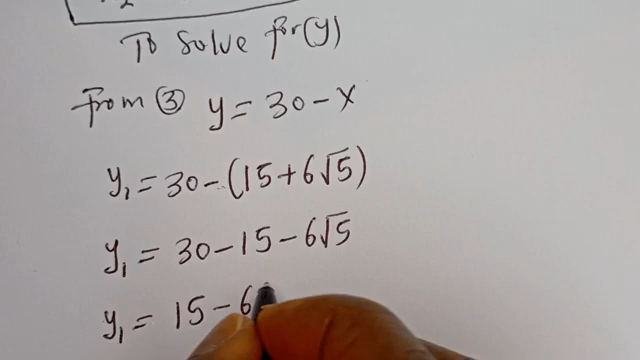 To solve for(y)
from ③ y = 30 - x
y₁ = 30 - (15 + 6√5)
y₁ = 30 - 15 - 6√5
y₁ = 15 - 6